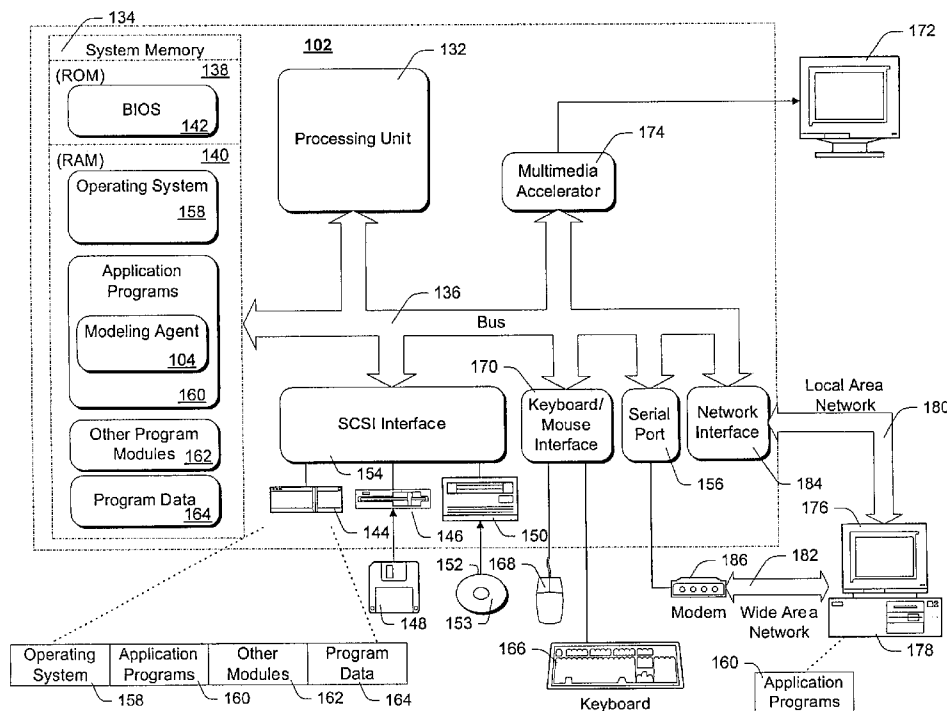 134
System Memory
(ROM) 138
BIOS
142
(RAM) 140
Operating System
158
Application
Programs
Modeling Agent
104
160
Other Program
Modules 162
Program Data
164
102
132
Processing Unit
174
Multimedia
Accelerator
172
136
Bus
SCSI Interface
154
170
Keyboard/
Mouse
Interface
Serial
Port
156
Network
Interface
184
Local Area
Network
180
144
146
150
148
152
153
168
166
Keyboard
186
Modem
182
Wide Area
Network
176
178
160
Application
Programs
Operating
System
Application
Programs
Other
Modules
Program
Data
158
160
162
164